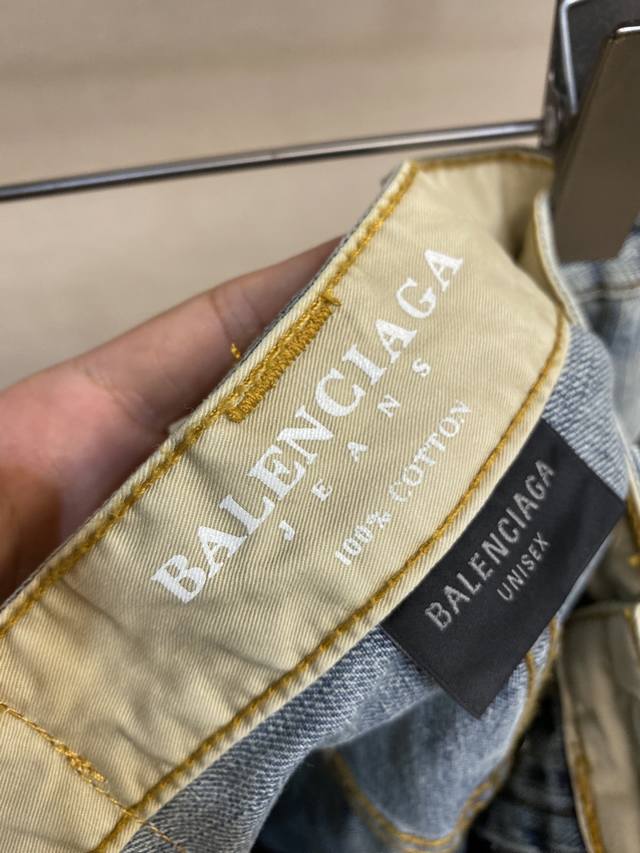 BALENCIAGA
JEANS
100% COTTON
BALENCIAGA
UNISEX